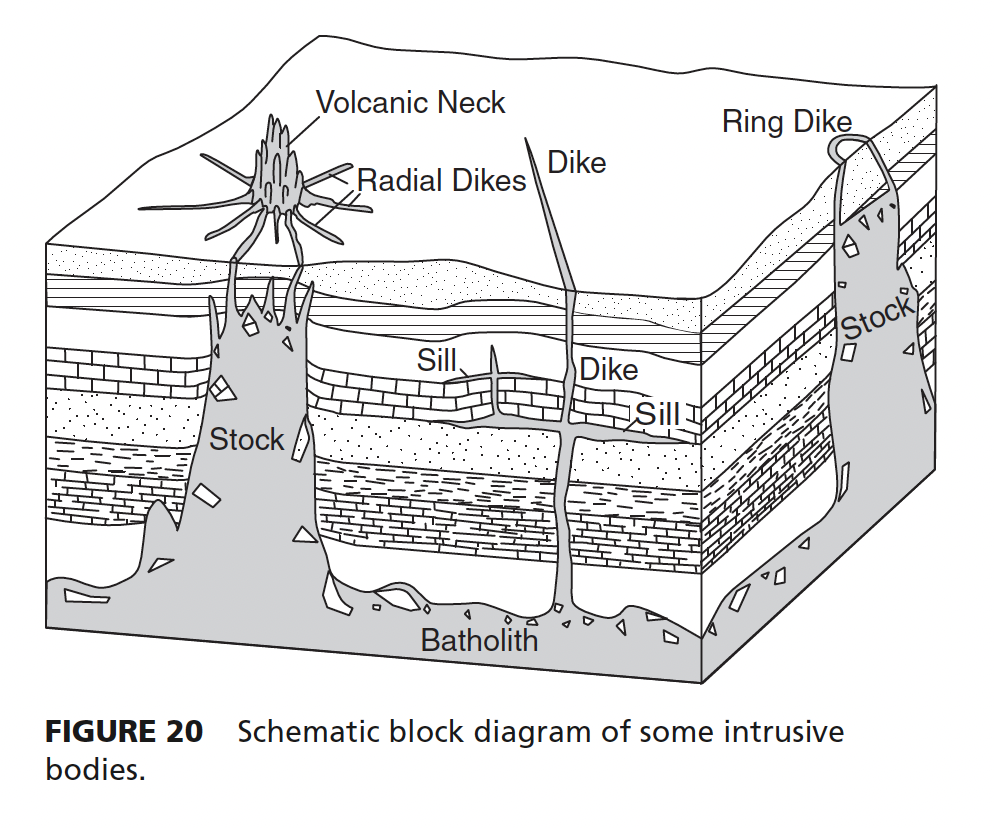 Volcanic Neck
Ring Dike
Dike
Radial Dikes
Stock
Sill
Dike
Sill
Stock
Batholith
FIGURE 20 Schematic block diagram of some intrusive
bodies.